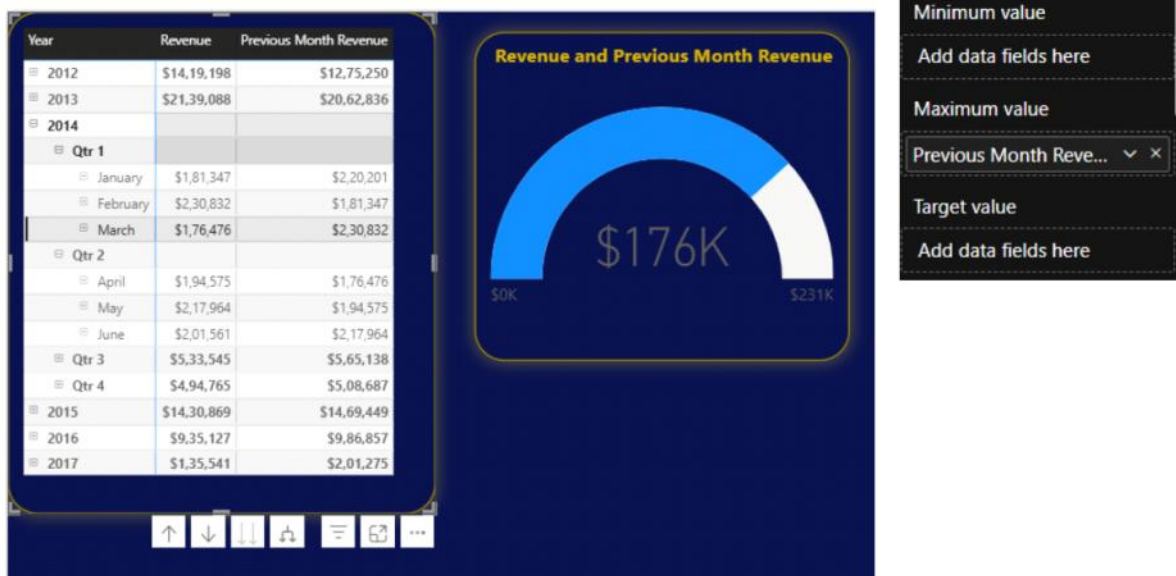 Year Revenue Previous Month Revenue
2012 $14,19,198 $12,75,250
2013 $21,39,088 $20,62,836
2014
Qtr 1
January $1,81,347 $2,20,201
February $2,30,832 $1,81,347
March $1,76,476 $2,30,832
Qtr 2
April $1,94,575 $1,76,476
May $2,17,964 $1,94,575
June $2,01,561 $2,17,964
Qtr 3 $5,33,545 $5,65,138
Qtr 4 $4,94,765 $5,08,687
2015 $14,30,869 $14,69,449
2016 $9,35,127 $9,86,857
2017 $1,35,541 $2,01,275
Revenue and Previous Month Revenue
$176K
$0K $231K
Minimum value
Add data fields here
Maximum value
Previous Month Reve...
Target value
Add data fields here